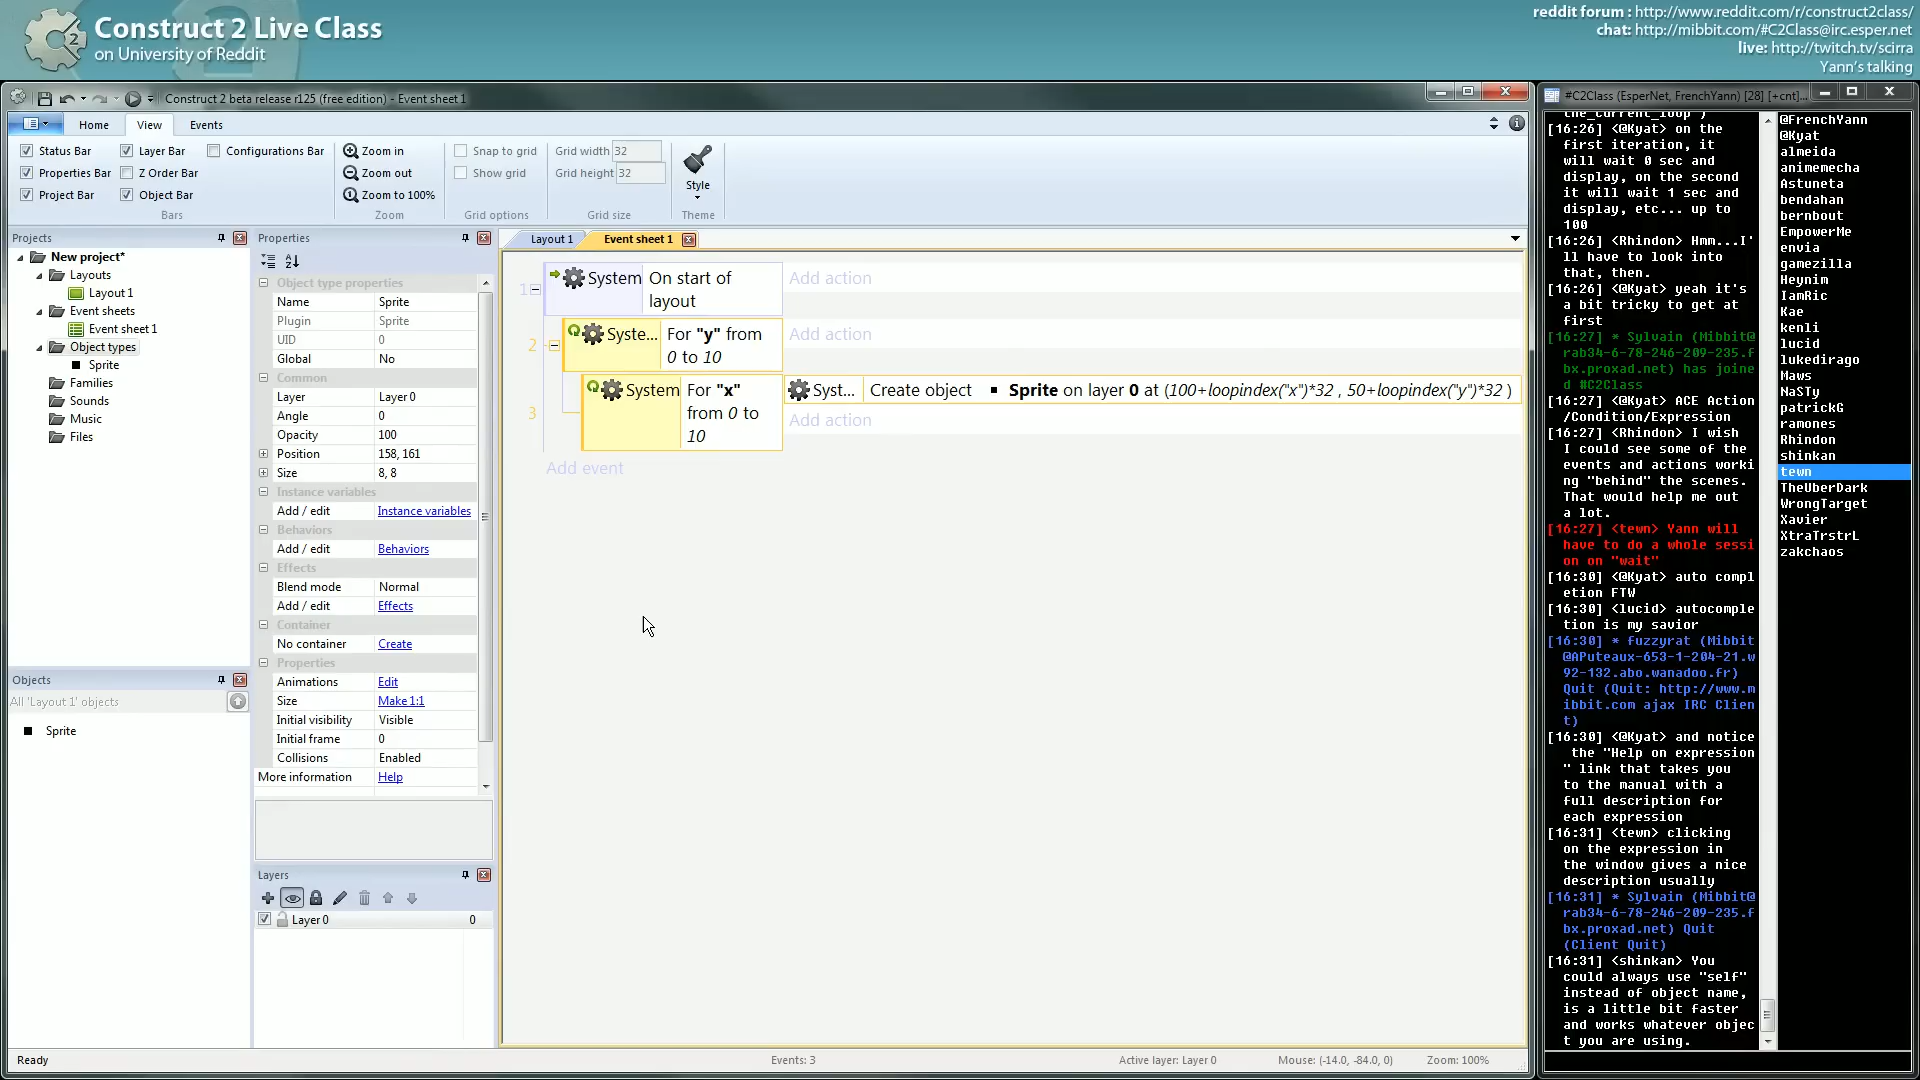 Construct 2 Live Class
on University of Reddit
reddit forum : http://www.reddit.com/r/construct2class/
chat: http://mibbit.com/#C2Class@irc.esper.net
live: http://twitch.tv/scirra
Yann's talking
Construct 2 beta release r125 (free edition) - Event sheet 1
Home View Events
Status Bar Layer Bar Configurations Bar
Properties Bar Z Order Bar
Project Bar Object Bar
Bars
Zoom in
Zoom out
Zoom to 100%
Zoom
Snap to grid
Show grid
Grid options
Grid width 32
Grid height 32
Grid size
Style
Theme
Projects
New project*
Layouts
Layout 1
Event sheets
Event sheet 1
Object types
Sprite
Families
Sounds
Music
Files
Objects
All 'Layout 1' objects
Sprite
Properties
Object type properties
Name Sprite
Plugin Sprite
UID 0
Global No
Common
Layer Layer 0
Angle 0
Opacity 100
Position 158, 161
Size 8, 8
Instance variables
Add / edit Instance variables
Behaviors
Add / edit Behaviors
Effects
Blend mode Normal
Add / edit Effects
Container
No container Create
Properties
Animations Edit
Size Make 1:1
Initial visibility Visible
Initial frame 0
Collisions Enabled
More information Help
Layers
Layer 0 0
Layout 1 Event sheet 1
1 System On start of
layout
Add action
2 Syste... For "y" from
0 to 10
Add action
3 System For "x"
from 0 to
10
Syst... Create object Sprite on layer 0 at (100+loopindex("x")*32 , 50+loopindex("y")*32 )
Add action
Add event
Ready
Events: 3
Active layer: Layer 0
Mouse: (-14.0, -84.0, 0)
Zoom: 100%
#C2Class (EsperNet, FrenchYann) [28] [+cnt]...
the_current_loop")
[16:26] <@Kyat> on the
first iteration, it
will wait 0 sec and
display, on the second
it will wait 1 sec and
display, etc... up to
100
[16:26] <Rhindon> Hmm...I'
ll have to look into
that, then.
[16:26] <@Kyat> yeah it's
a bit tricky to get at
first
[16:27] * Sylvain (Mibbit@
rab34-6-78-246-209-235.f
bx.proxad.net) has joine
d #C2Class
[16:27] <@Kyat> ACE Action
/Condition/Expression
[16:27] <Rhindon> I wish
I could see some of the
events and actions worki
ng "behind" the scenes.
That would help me out
a lot.
[16:27] <tewn> Yann will
have to do a whole sessi
on on "wait"
[16:30] <@Kyat> auto compl
etion FTW
[16:30] <lucid> autocomple
tion is my savior
[16:30] * fuzzyrat (Mibbit
@APuteaux-653-1-204-21.w
92-132.abo.wanadoo.fr)
Quit (Quit: http://www.m
ibbit.com ajax IRC Clien
t)
[16:30] <@Kyat> and notice
the "Help on expression
" link that takes you
to the manual with a
full description for
each expression
[16:31] <tewn> clicking
on the expression in
the window gives a nice
description usually
[16:31] * Sylvain (Mibbit@
rab34-6-78-246-209-235.f
bx.proxad.net) Quit
(Client Quit)
[16:31] <shinkan> You
could always use "self"
instead of object name,
is a little bit faster
and works whatever objec
t you are using.
@FrenchYann
@Kyat
almeida
animemecha
Astuneta
bendahan
bernbout
EmpowerMe
envia
gamezilla
Heynim
IamRic
Kae
kenli
lucid
lukedirago
Maws
NaSTy
patrickG
ramones
Rhindon
shinkan
tewn
TheUberDark
WrongTarget
Xavier
XtraTrstrL
zakchaos